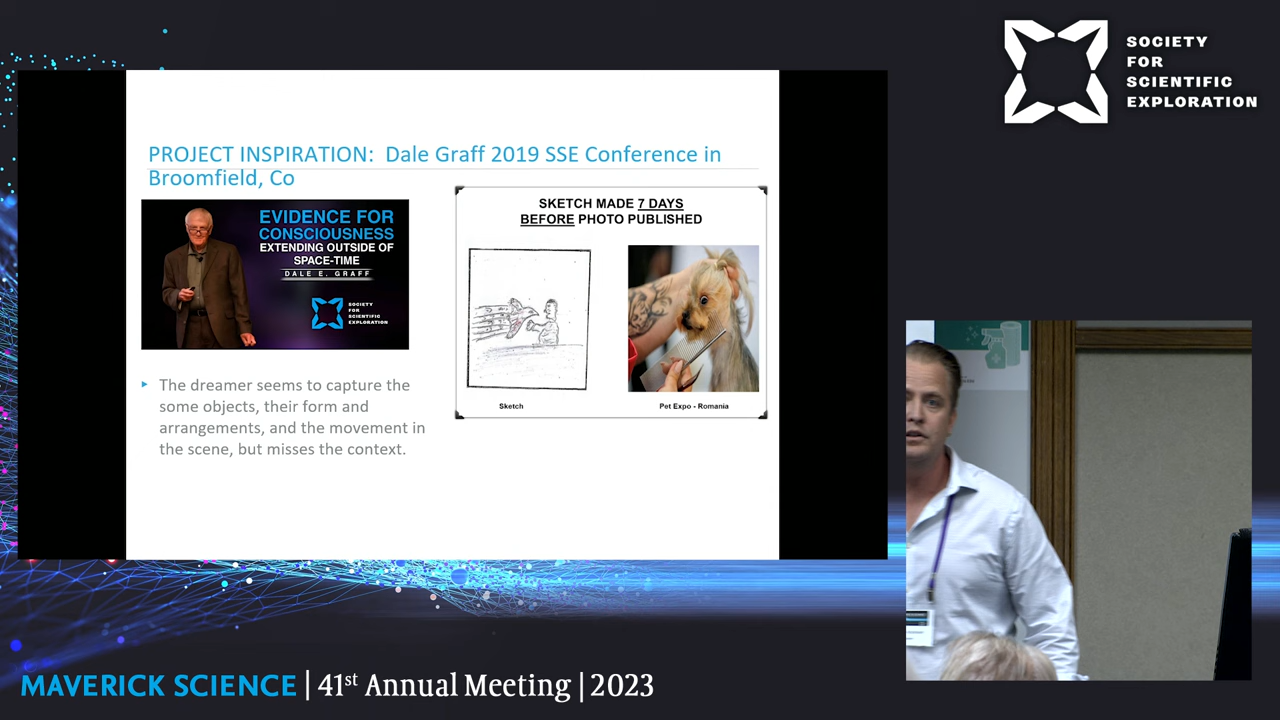 SOCIETY
FOR
SCIENTIFIC
EXPLORATION
PROJECT INSPIRATION:  Dale Graff 2019 SSE Conference in
Broomfield, Co
EVIDENCE FOR
CONSCIOUSNESS
EXTENDING OUTSIDE OF
SPACE-TIME
DALE E. GRAFF
SOCIETY
FOR
SCIENTIFIC
EXPLORATION
The dreamer seems to capture the
some objects, their form and
arrangements, and the movement in
the scene, but misses the context.
SKETCH MADE 7 DAYS
BEFORE PHOTO PUBLISHED
Sketch
Pet Expo - Romania
MAVERICK SCIENCE | 41st Annual Meeting | 2023